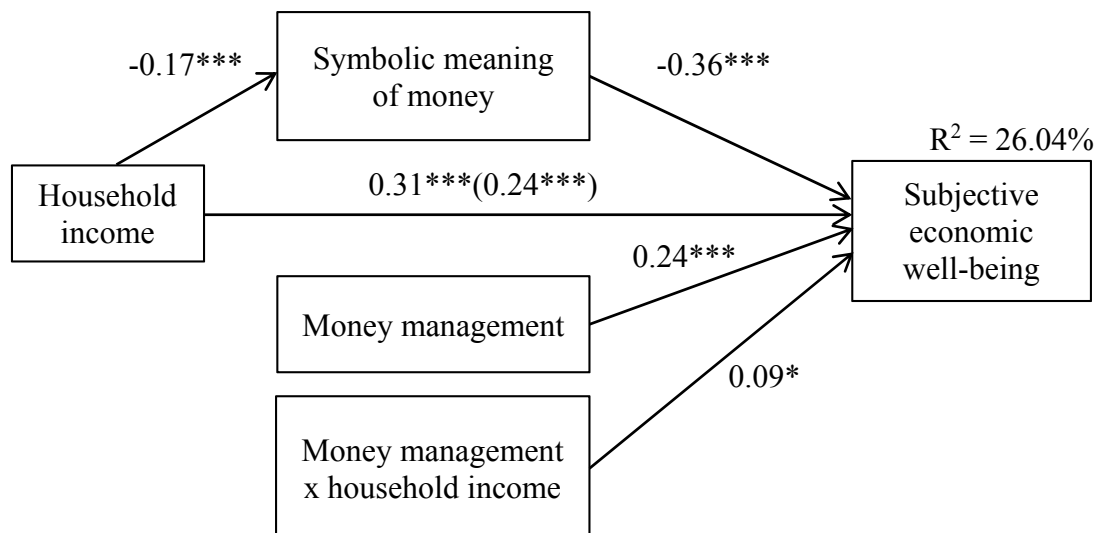 -0.17***
Symbolic meaning
of money
-0.36***
R² = 26.04%
Household
income
0.31***(0.24***)
Subjective
economic
well-being
0.24***
Money management
0.09*
Money management
x household income